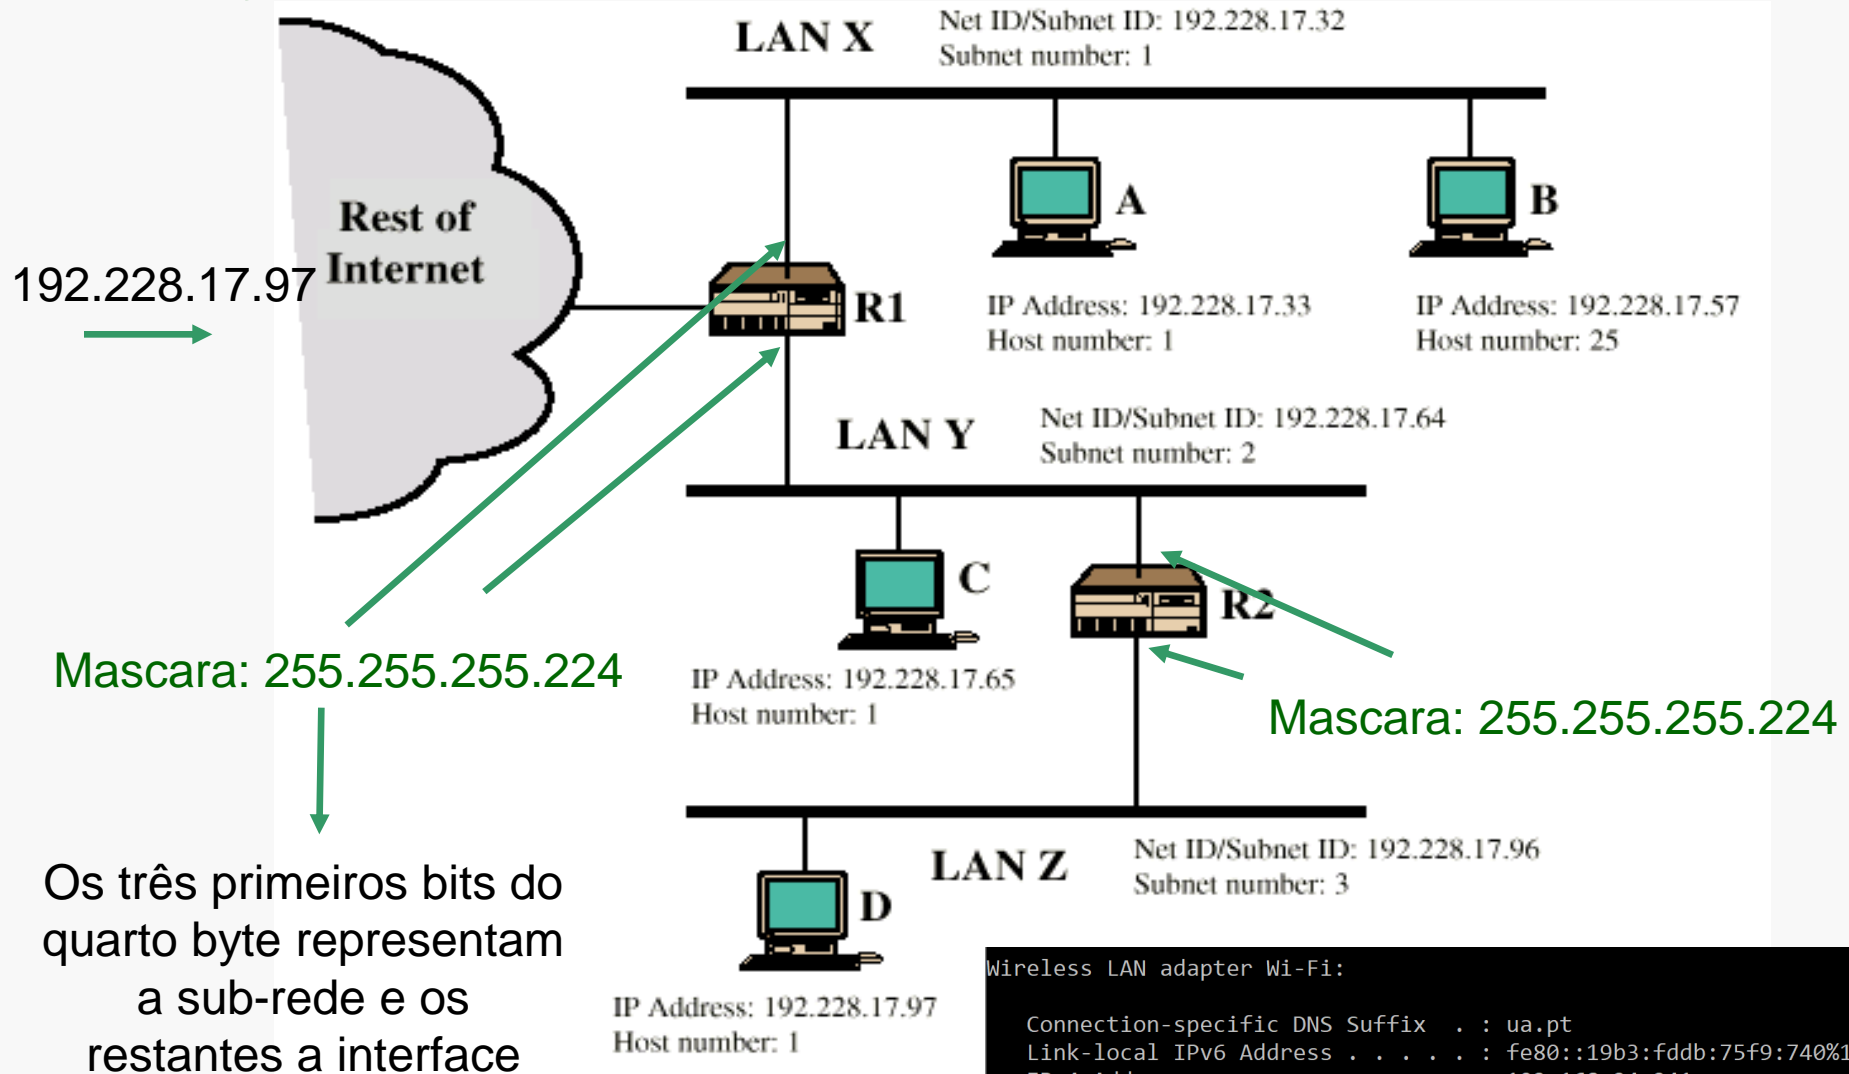 LAN X
Net ID/Subnet ID: 192.228.17.32
Subnet number: 1
Rest of
Internet
192.228.17.97
R1
A
IP Address: 192.228.17.33
Host number: 1
B
IP Address: 192.228.17.57
Host number: 25
LAN Y
Net ID/Subnet ID: 192.228.17.64
Subnet number: 2
C
IP Address: 192.228.17.65
Host number: 1
R2
Mascara: 255.255.255.224
Mascara: 255.255.255.224
Os três primeiros bits do
quarto byte representam
a sub-rede e os
restantes a interface
LAN Z
Net ID/Subnet ID: 192.228.17.96
Subnet number: 3
D
IP Address: 192.228.17.97
Host number: 1
Wireless LAN adapter Wi-Fi:
Connection-specific DNS Suffix . : ua.pt
Link-local IPv6 Address . . . . . : fe80::19b3:fddb:75f9:740%1